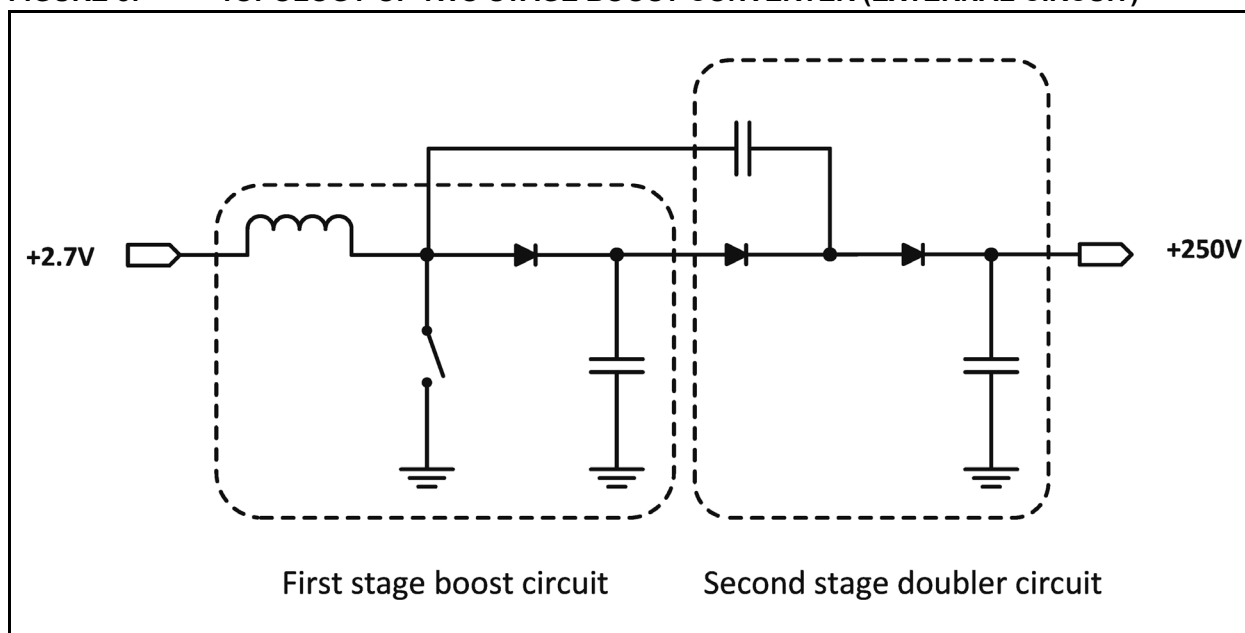 +2.7V
+250V
First stage boost circuit
Second stage doubler circuit